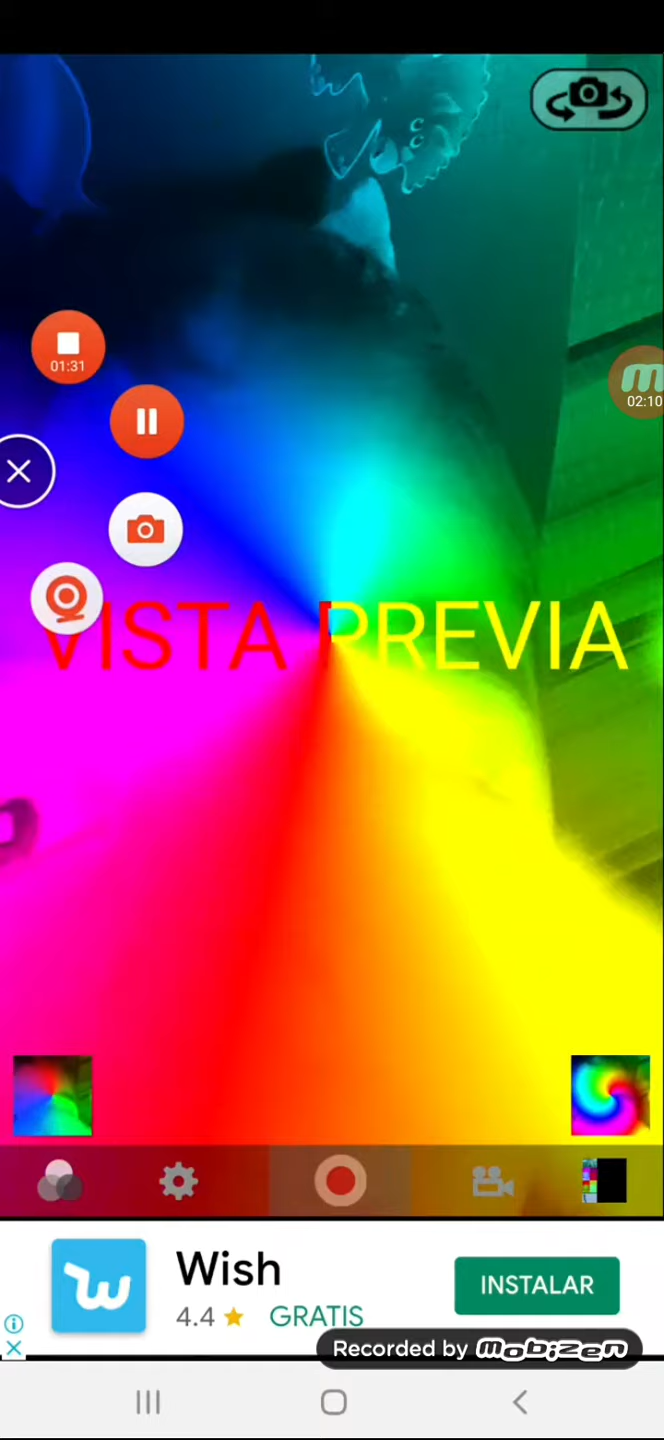 01:31
02:10
VISTA PREVIA
Wish
4.4 ★ GRATIS
INSTALAR
Recorded by mobizen